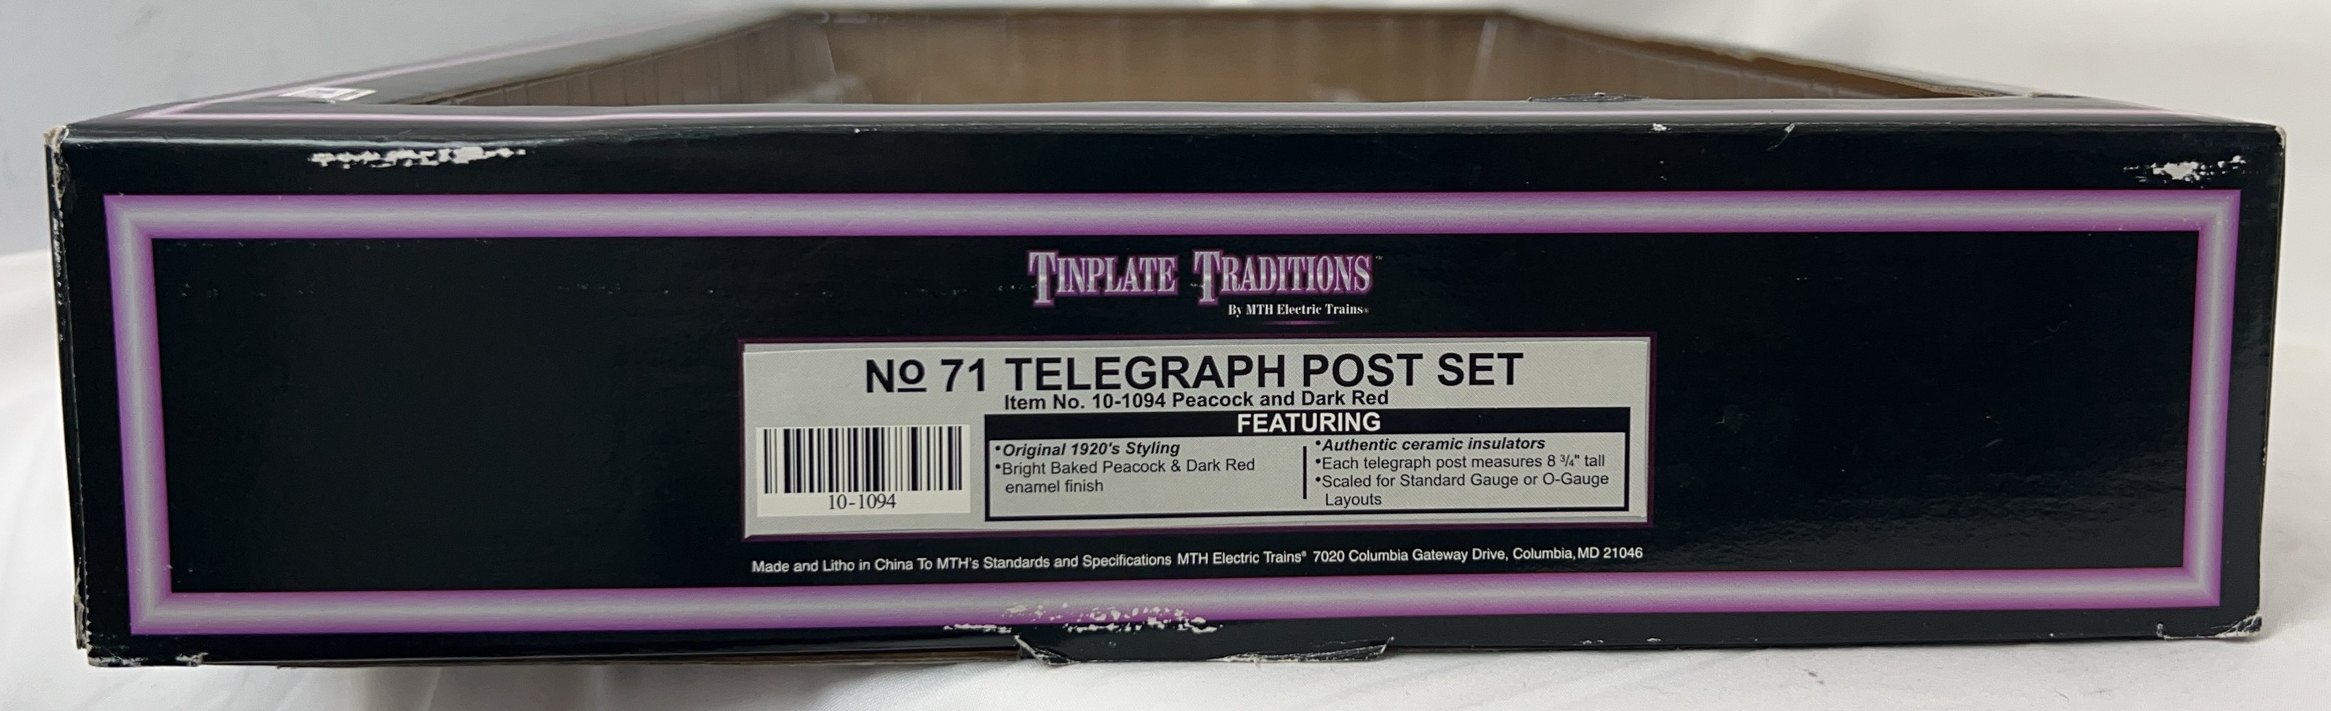 TINPLATE TRADITIONS™
By MTH Electric Trains®
Nº 71 TELEGRAPH POST SET
Item No. 10-1094 Peacock and Dark Red
FEATURING
•Original 1920's Styling
•Bright Baked Peacock & Dark Red
enamel finish
•Authentic ceramic insulators
•Each telegraph post measures 8 ¾" tall
•Scaled for Standard Gauge or O-Gauge
Layouts
10-1094
Made and Litho in China To MTH's Standards and Specifications MTH Electric Trains® 7020 Columbia Gateway Drive, Columbia, MD 21046